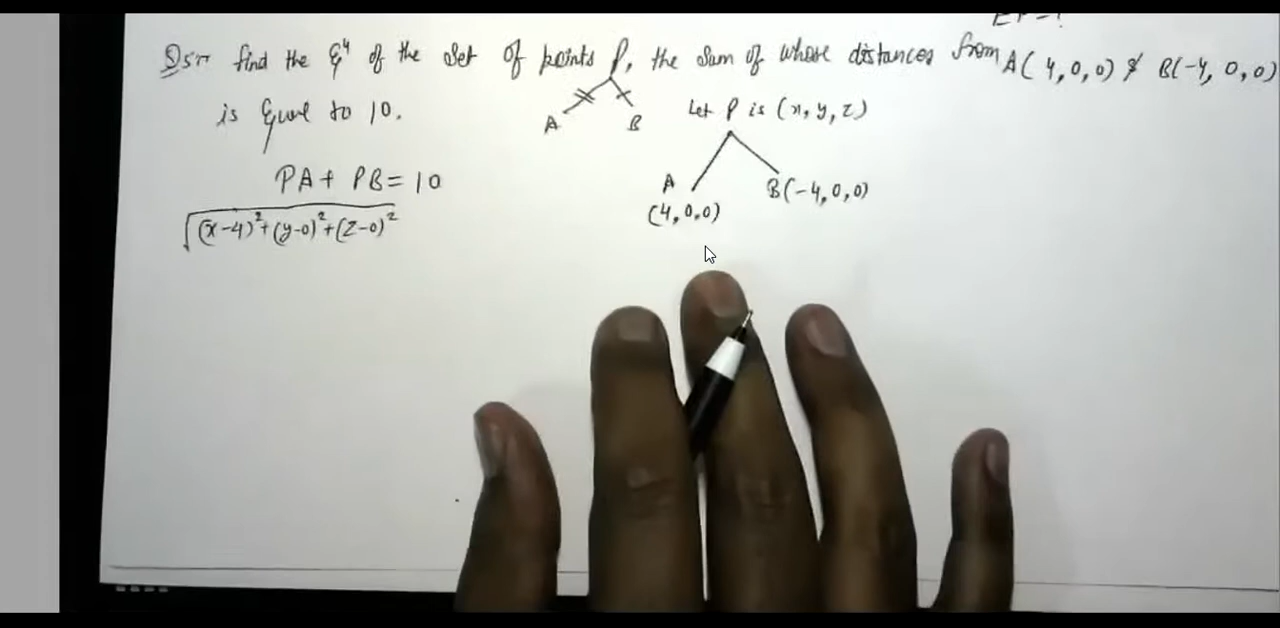 Q5:- find the Eqn of the set of points P, the sum of whose distances from A(4,0,0) & B(-4,0,0)
is Equal to 10.
A B
Let P is (x,y,z)
PA + PB = 10
A B(-4,0,0)
(4,0,0)
√(x-4)²+(y-0)²+(z-0)²